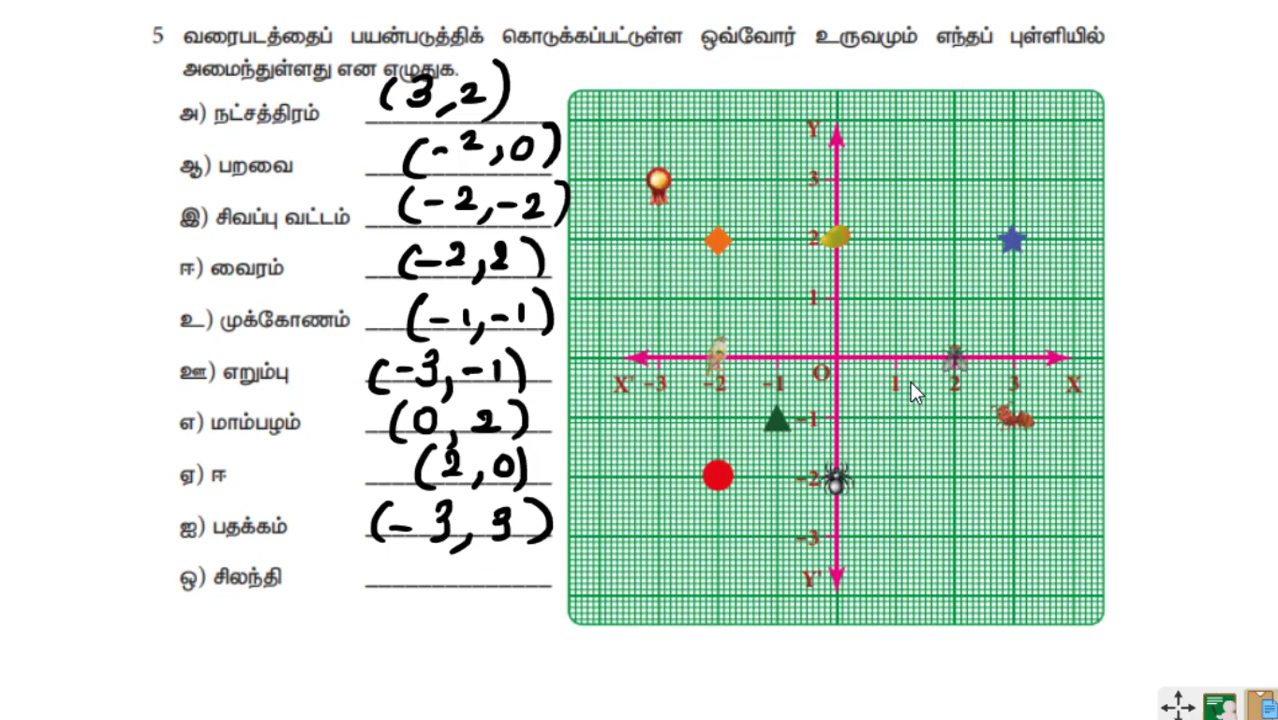 5 வரைபடத்தைப் பயன்படுத்திக் கொடுக்கப்பட்டுள்ள ஒவ்வோர் உருவமும் எந்தப் புள்ளியில்
அமைந்துள்ளது என எழுதுக.
அ) நட்சத்திரம் (3,2)
ஆ) பறவை (-2,0)
இ) சிவப்பு வட்டம் (-2,-2)
ஈ) வைரம் (-2,2)
உ) முக்கோணம் (-1,-1)
ஊ) எறும்பு (-3,-1)
எ) மாம்பழம் (0,2)
ஏ) ஈ (2,0)
ஐ) பதக்கம் (-3,3)
ஒ) சிலந்தி
Y
3
2
1
X' -3 -2 -1 O 1 2 3 X
-1
-2
-3
Y'